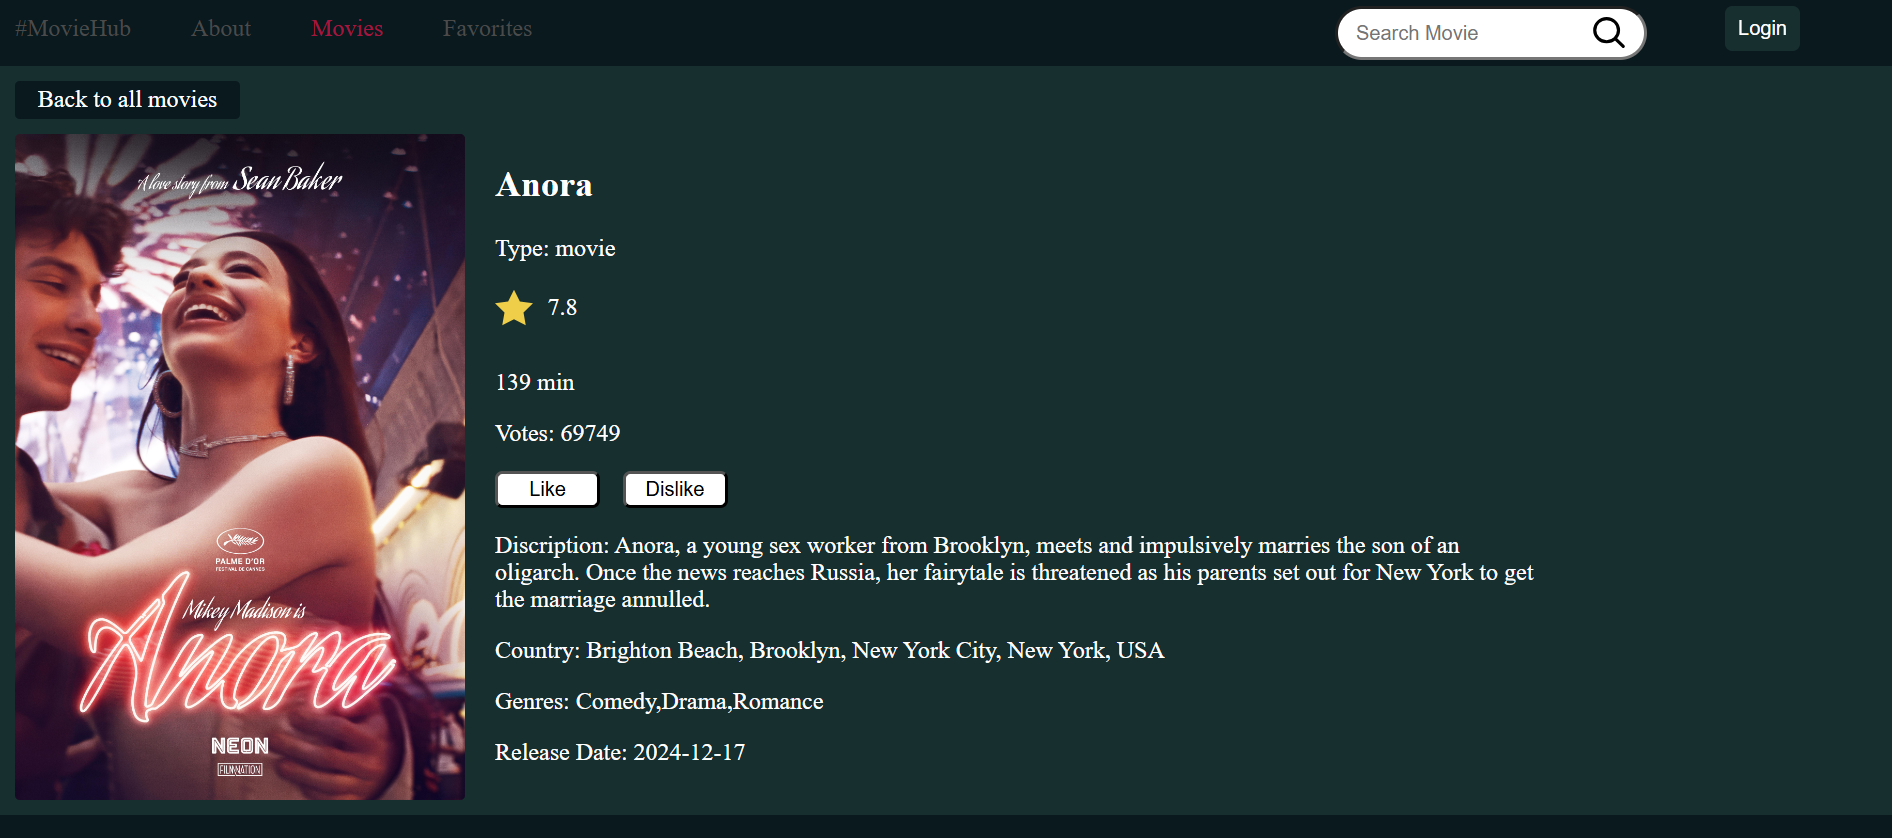 #MovieHub About Movies Favorites Search Movie Login
Back to all movies
A love story from Sean Baker
PALME D'OR
FESTIVAL DE CANNES
Mikey Madison is
Anora
NEON
FILMNATION
Anora
Type: movie
7.8
139 min
Votes: 69749
Like Dislike
Discription: Anora, a young sex worker from Brooklyn, meets and impulsively marries the son of an
oligarch. Once the news reaches Russia, her fairytale is threatened as his parents set out for New York to get
the marriage annulled.
Country: Brighton Beach, Brooklyn, New York City, New York, USA
Genres: Comedy,Drama,Romance
Release Date: 2024-12-17